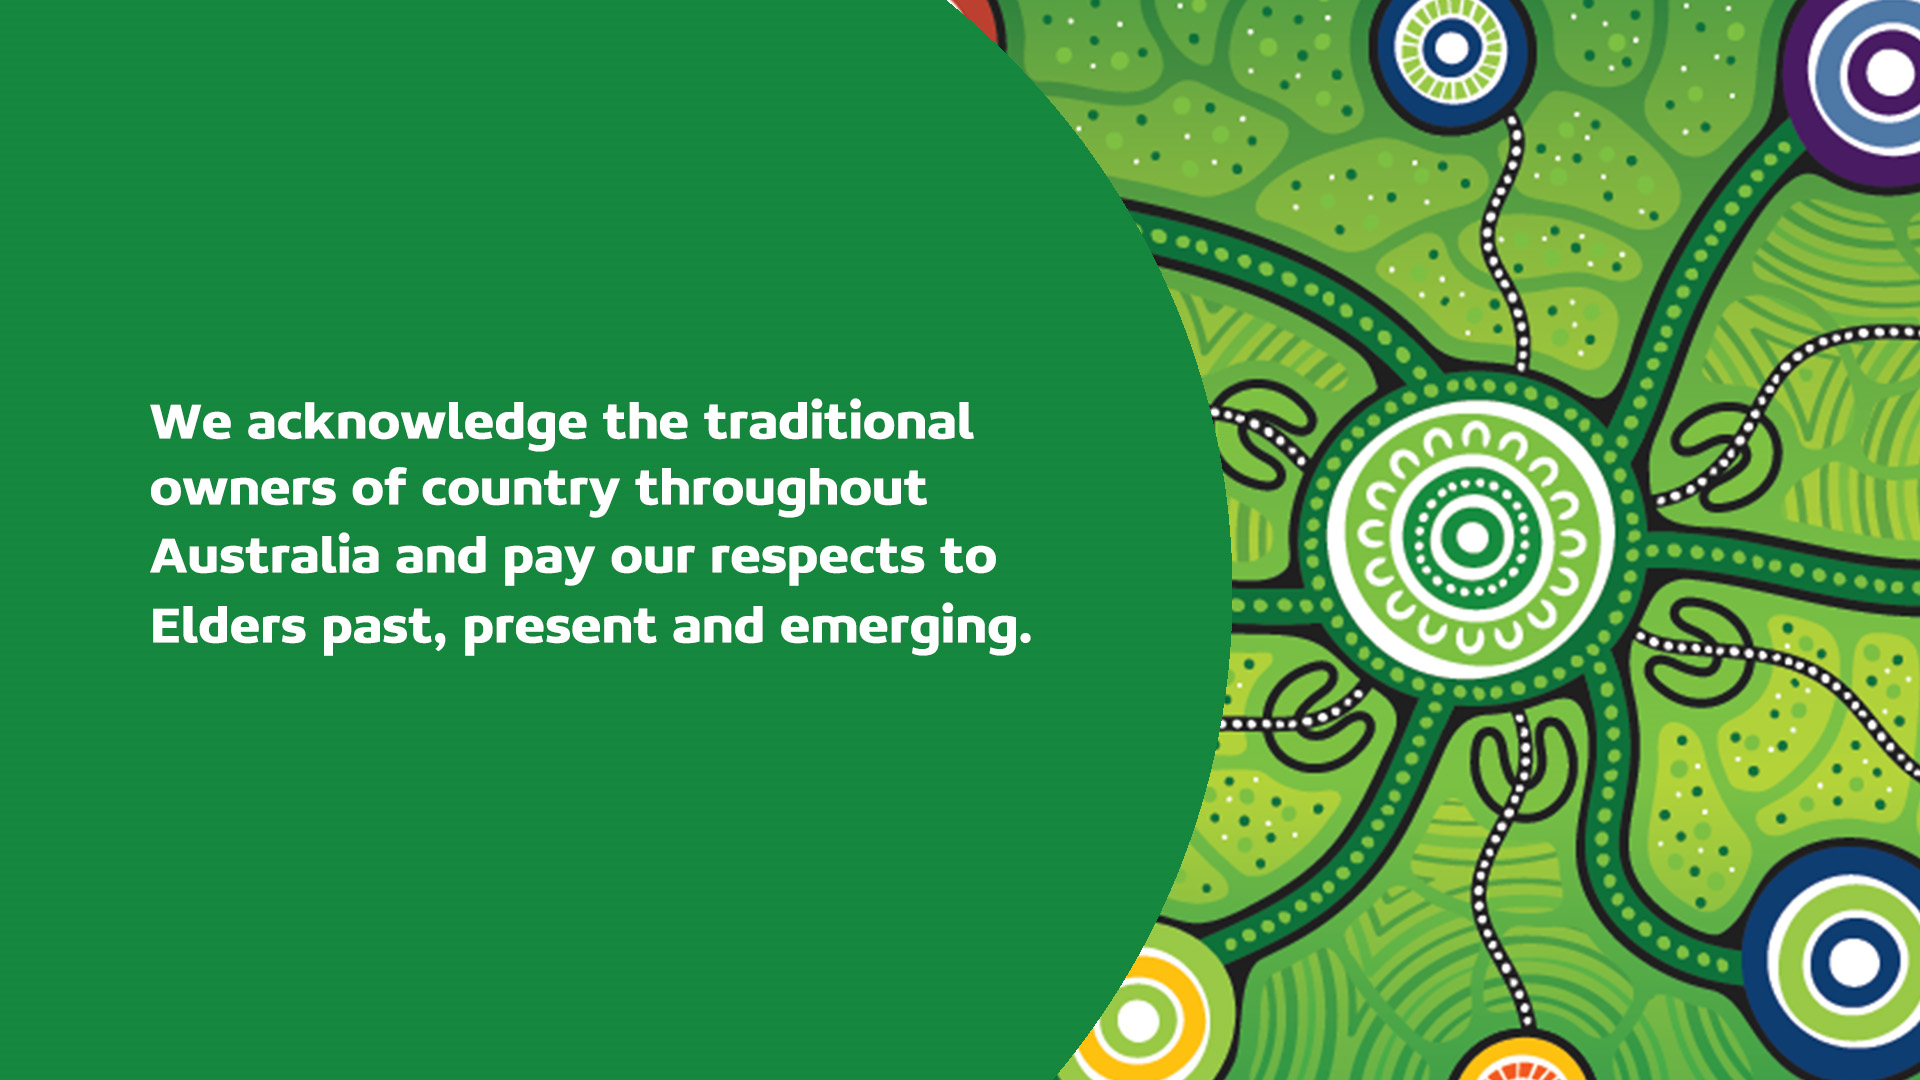 We acknowledge the traditional
owners of country throughout
Australia and pay our respects to
Elders past, present and emerging.